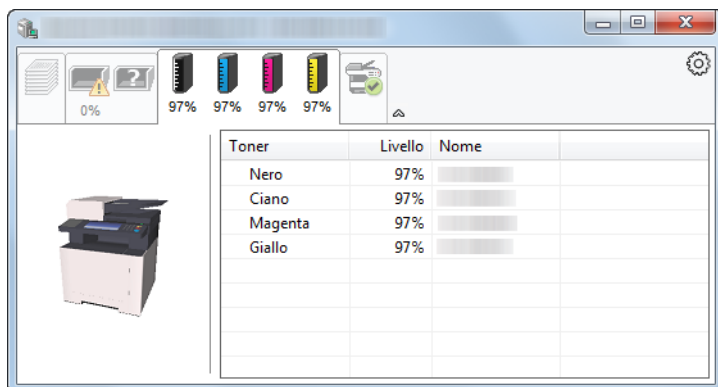 0% 97% 97% 97% 97%
Toner Livello Nome
Nero 97%
Ciano 97%
Magenta 97%
Giallo 97%